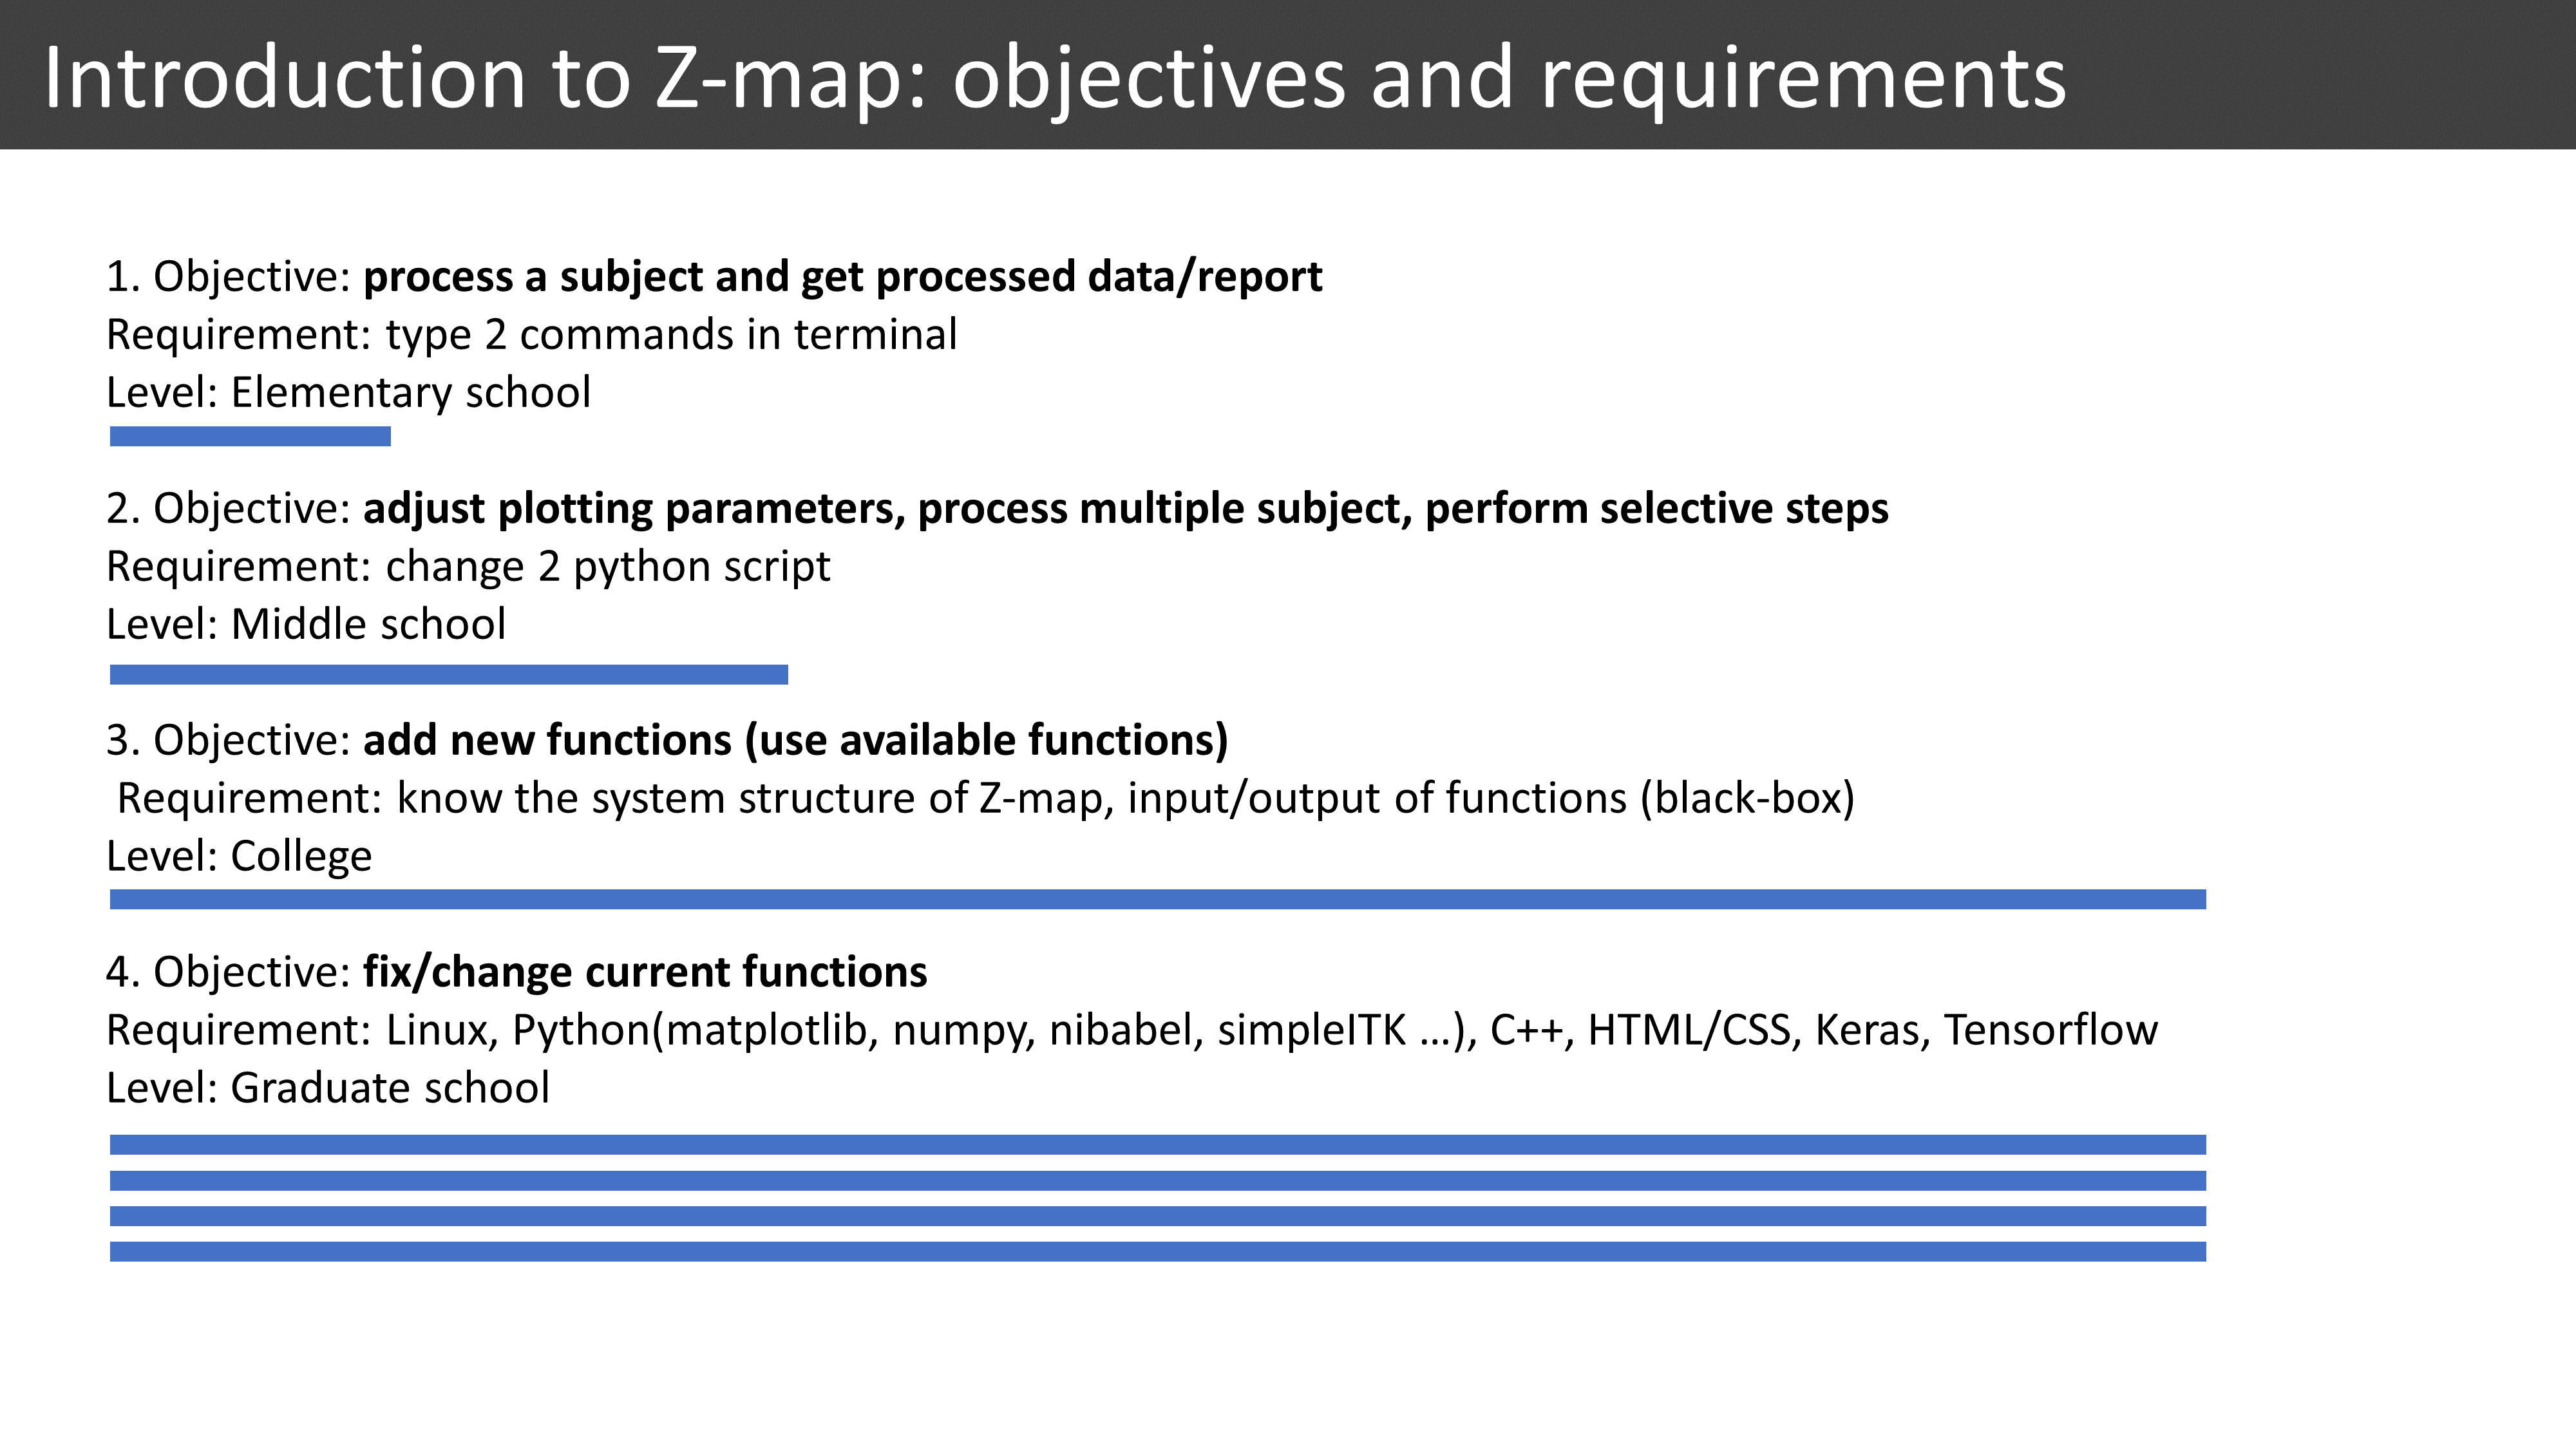 Introduction to Z-map: objectives and requirements
1. Objective: process a subject and get processed data/report
Requirement: type 2 commands in terminal
Level: Elementary school
2. Objective: adjust plotting parameters, process multiple subject, perform selective steps
Requirement: change 2 python script
Level: Middle school
3. Objective: add new functions (use available functions)
Requirement: know the system structure of Z-map, input/output of functions (black-box)
Level: College
4. Objective: fix/change current functions
Requirement: Linux, Python(matplotlib, numpy, nibabel, simpleITK ...), C++, HTML/CSS, Keras, Tensorflow
Level: Graduate school